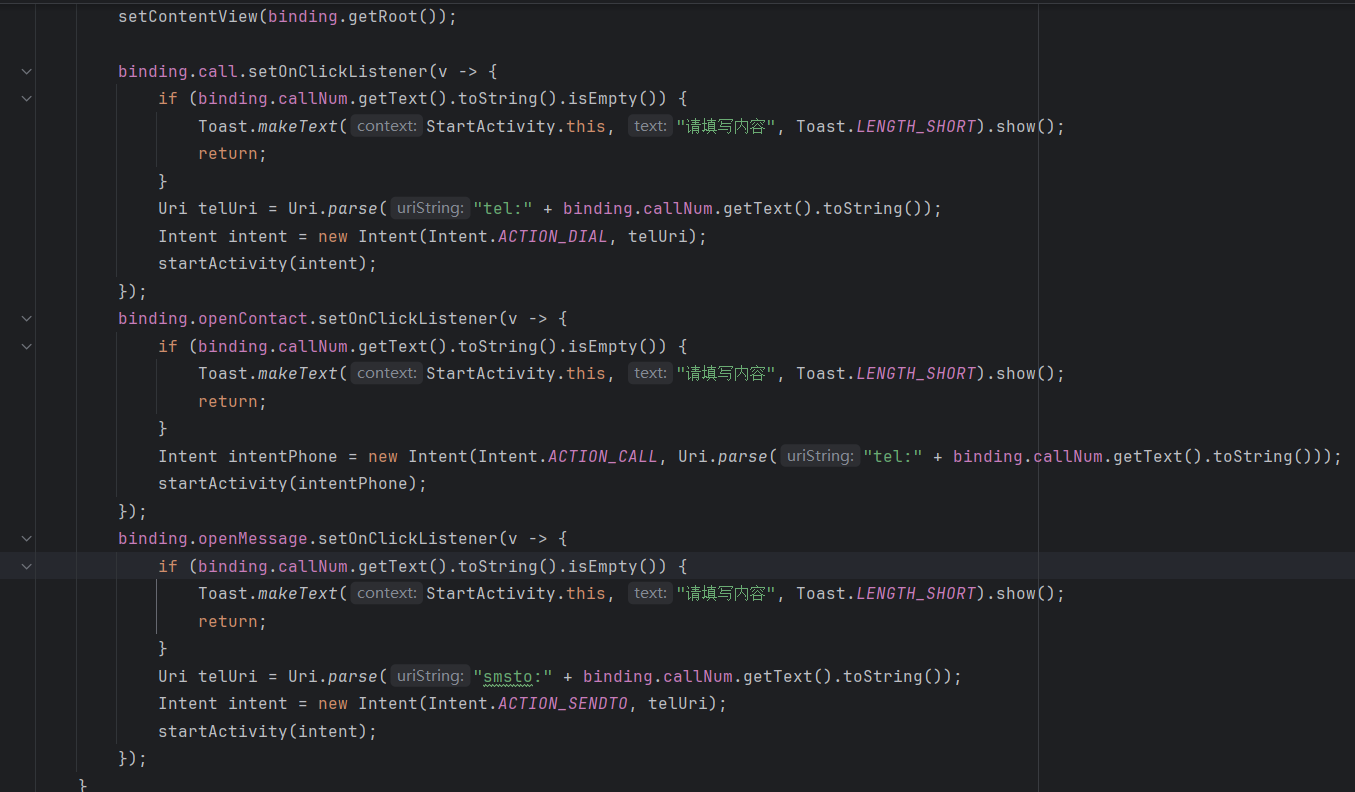 setContentView(binding.getRoot());
binding.call.setOnClickListener(v -> {
if (binding.callNum.getText().toString().isEmpty()) {
Toast.makeText( context: StartActivity.this, text: "请填写内容", Toast.LENGTH_SHORT).show();
return;
}
Uri telUri = Uri.parse( uriString: "tel:" + binding.callNum.getText().toString());
Intent intent = new Intent(Intent.ACTION_DIAL, telUri);
startActivity(intent);
});
binding.openContact.setOnClickListener(v -> {
if (binding.callNum.getText().toString().isEmpty()) {
Toast.makeText( context: StartActivity.this, text: "请填写内容", Toast.LENGTH_SHORT).show();
return;
}
Intent intentPhone = new Intent(Intent.ACTION_CALL, Uri.parse( uriString: "tel:" + binding.callNum.getText().toString()));
startActivity(intentPhone);
});
binding.openMessage.setOnClickListener(v -> {
if (binding.callNum.getText().toString().isEmpty()) {
Toast.makeText( context: StartActivity.this, text: "请填写内容", Toast.LENGTH_SHORT).show();
return;
}
Uri telUri = Uri.parse( uriString: "smsto:" + binding.callNum.getText().toString());
Intent intent = new Intent(Intent.ACTION_SENDTO, telUri);
startActivity(intent);
});
}